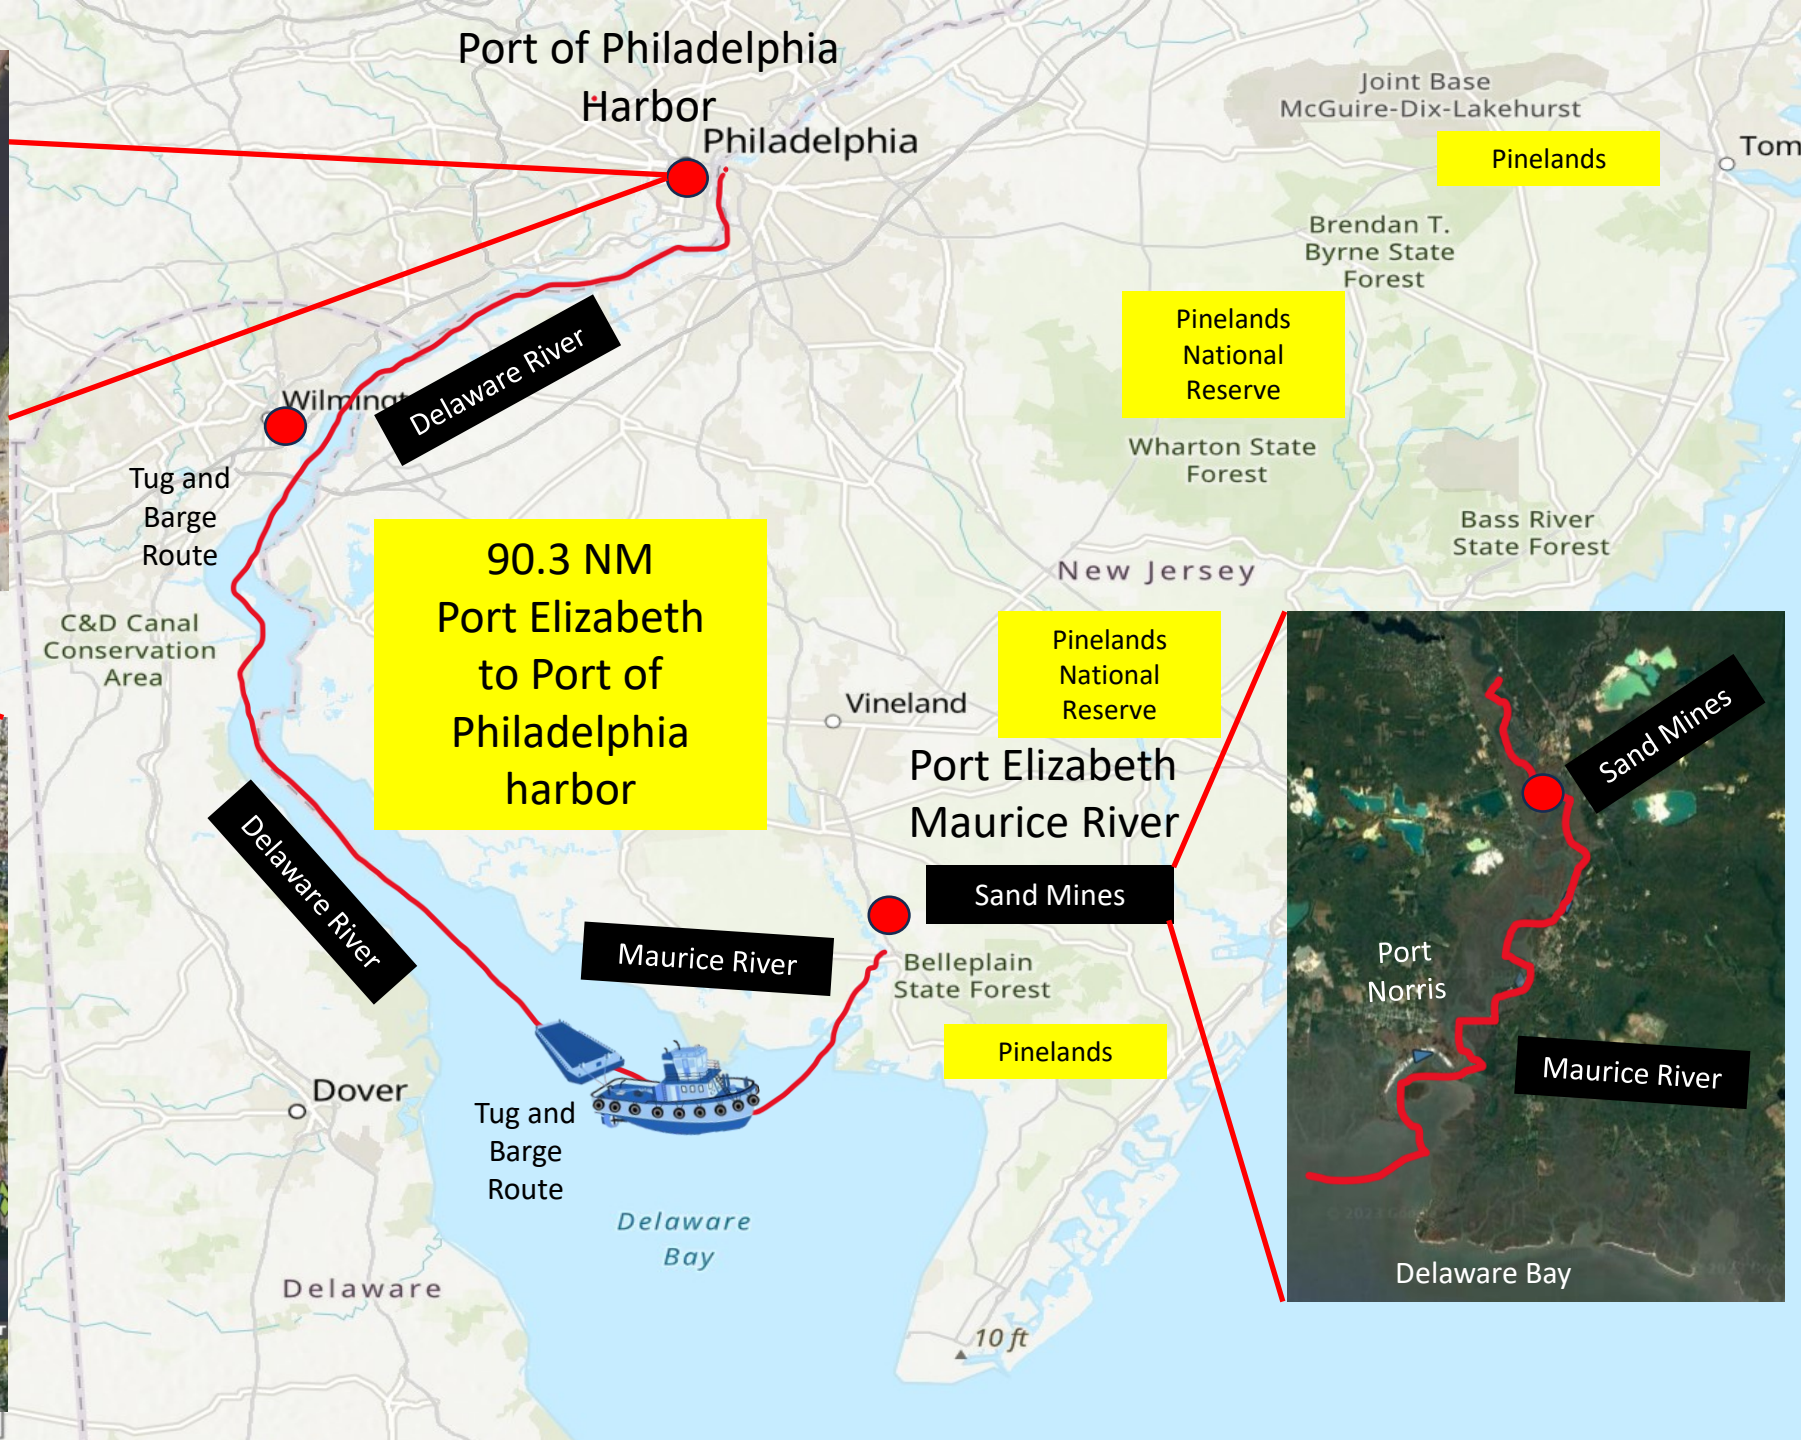 Port of Philadelphia
Harbor
Philadelphia
Joint Base
McGuire-Dix-Lakehurst
Pinelands
Tom
Brendan T.
Byrne State
Forest
Pinelands
National
Reserve
Delaware River
Wilmingt
Wharton State
Forest
Tug and
Barge
Route
Bass River
State Forest
90.3 NM
Port Elizabeth
to Port of
Philadelphia
harbor
New Jersey
C&D Canal
Conservation
Area
Pinelands
National
Reserve
Vineland
Port Elizabeth
Maurice River
Sand Mines
Sand Mines
Delaware River
Maurice River
Belleplain
State Forest
Port
Norris
Pinelands
Maurice River
Dover
Tug and
Barge
Route
Delaware
Bay
Delaware Bay
Delaware
10 ft